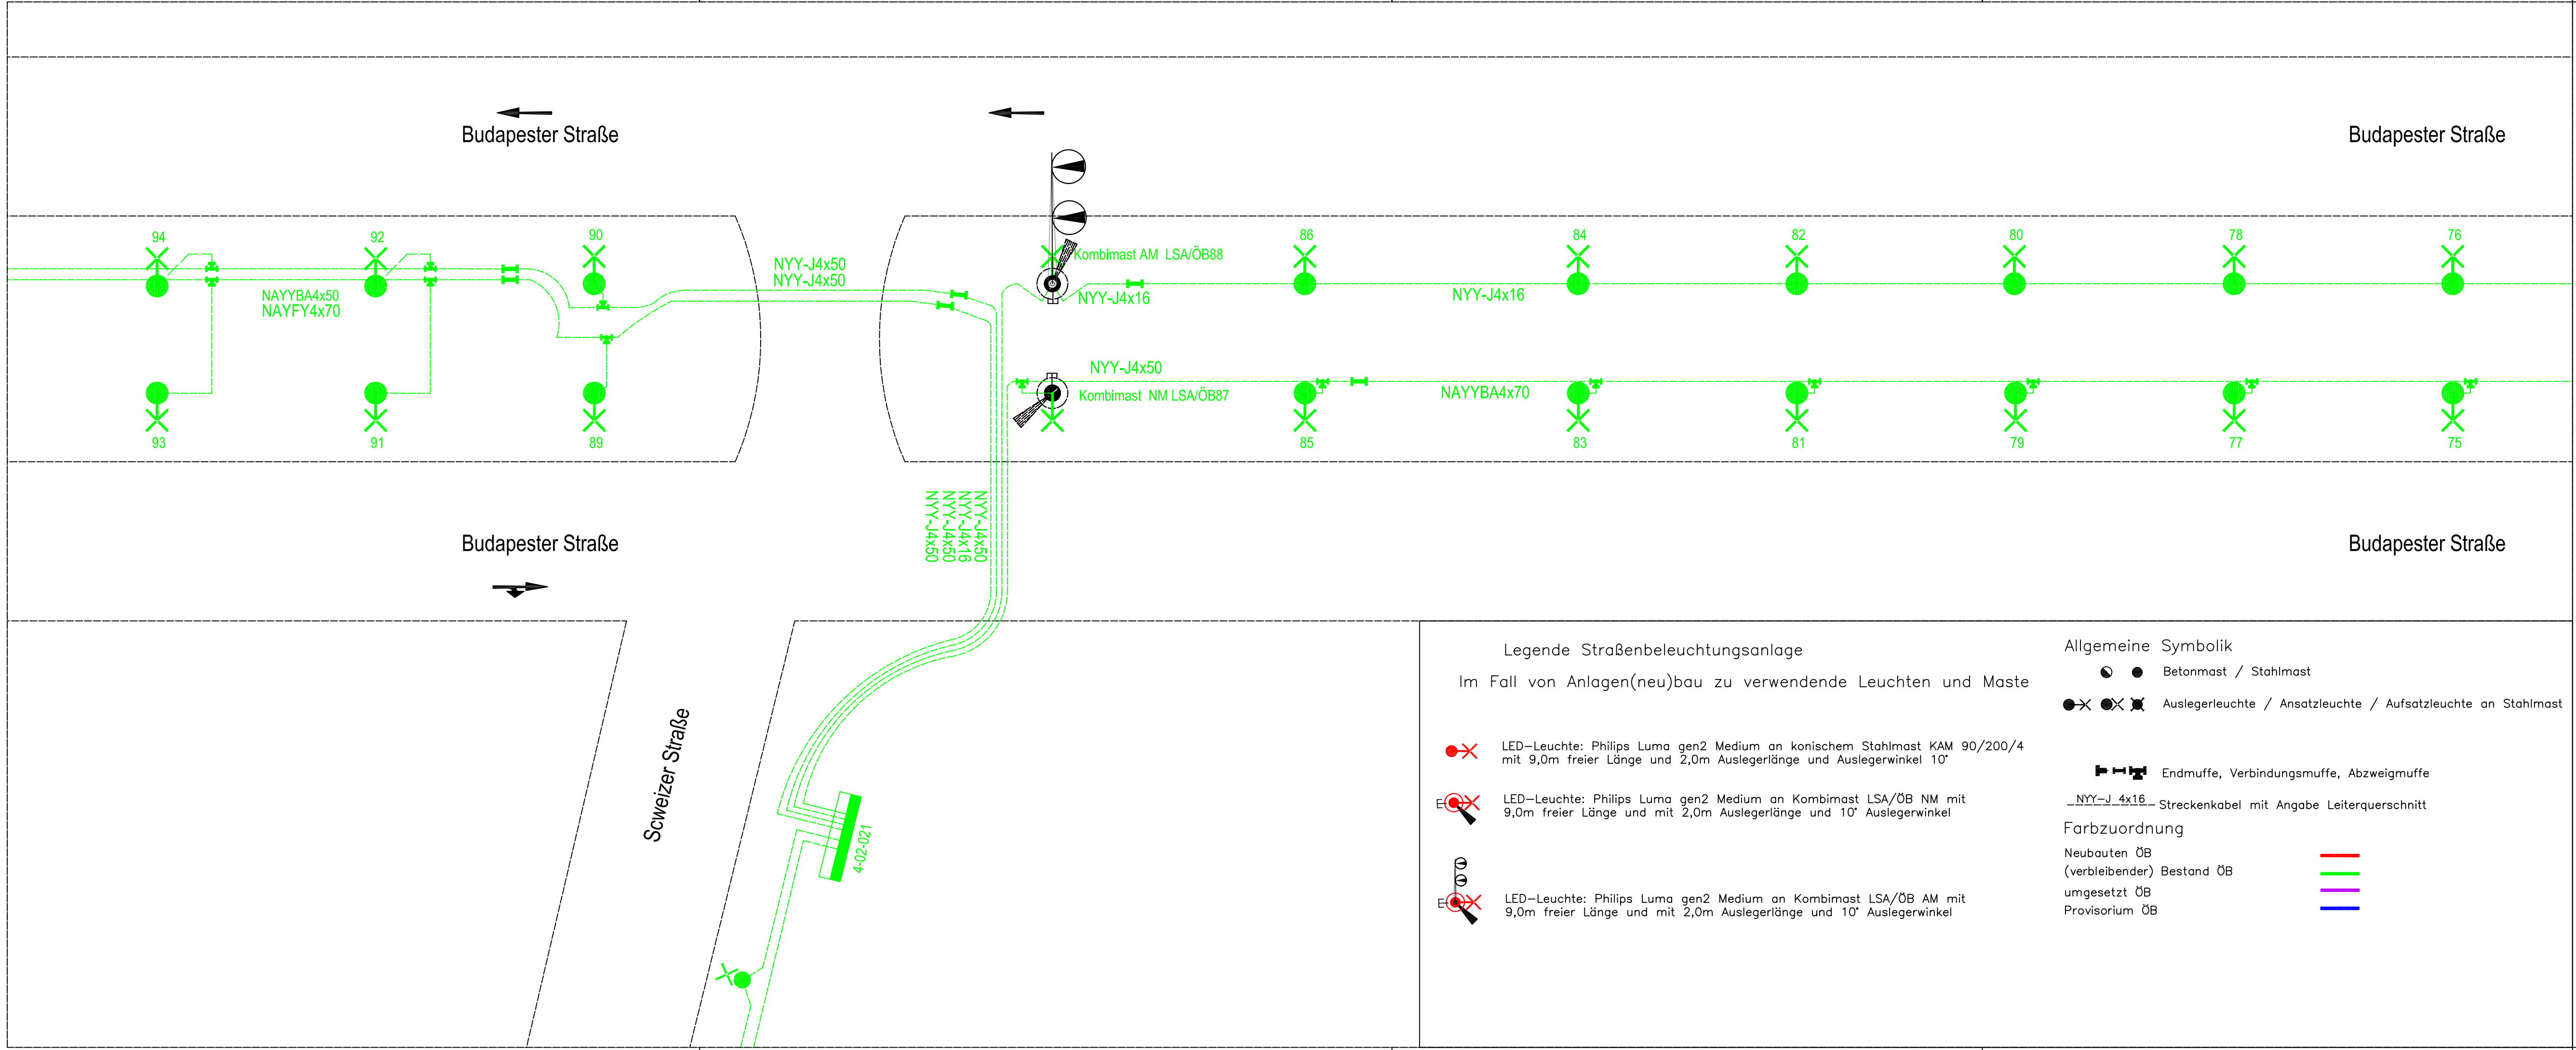 Budapester Straße
Budapester Straße
94
92
90
86
84
82
80
78
76
Kombimast AM LSA/ÖB88
NYY-J4x50
NYY-J4x50
NAYYBA4x50
NAYFY4x70
NYY-J4x16
NYY-J4x16
NYY-J4x50
Kombimast NM LSA/ÖB87
NAYYBA4x70
93
91
89
85
83
81
79
77
75
NYY-J4x50
NYY-J4x16
NYY-J4x50
NYY-J4x50
Budapester Straße
Budapester Straße
Scweizer Straße
4-02-021
Legende Straßenbeleuchtungsanlage
Im Fall von Anlagen(neu)bau zu verwendende Leuchten und Maste
LED-Leuchte: Philips Luma gen2 Medium an konischem Stahlmast KAM 90/200/4
mit 9,0m freier Länge und 2,0m Auslegerlänge und Auslegerwinkel 10°
E
LED-Leuchte: Philips Luma gen2 Medium an Kombimast LSA/ÖB NM mit
9,0m freier Länge und mit 2,0m Auslegerlänge und 10° Auslegerwinkel
E
LED-Leuchte: Philips Luma gen2 Medium an Kombimast LSA/ÖB AM mit
9,0m freier Länge und mit 2,0m Auslegerlänge und 10° Auslegerwinkel
Allgemeine Symbolik
Betonmast / Stahlmast
Auslegerleuchte / Ansatzleuchte / Aufsatzleuchte an Stahlmast
Endmuffe, Verbindungsmuffe, Abzweigmuffe
NYY-J 4x16 Streckenkabel mit Angabe Leiterquerschnitt
Farbzuordnung
Neubauten ÖB
(verbleibender) Bestand ÖB
umgesetzt ÖB
Provisorium ÖB